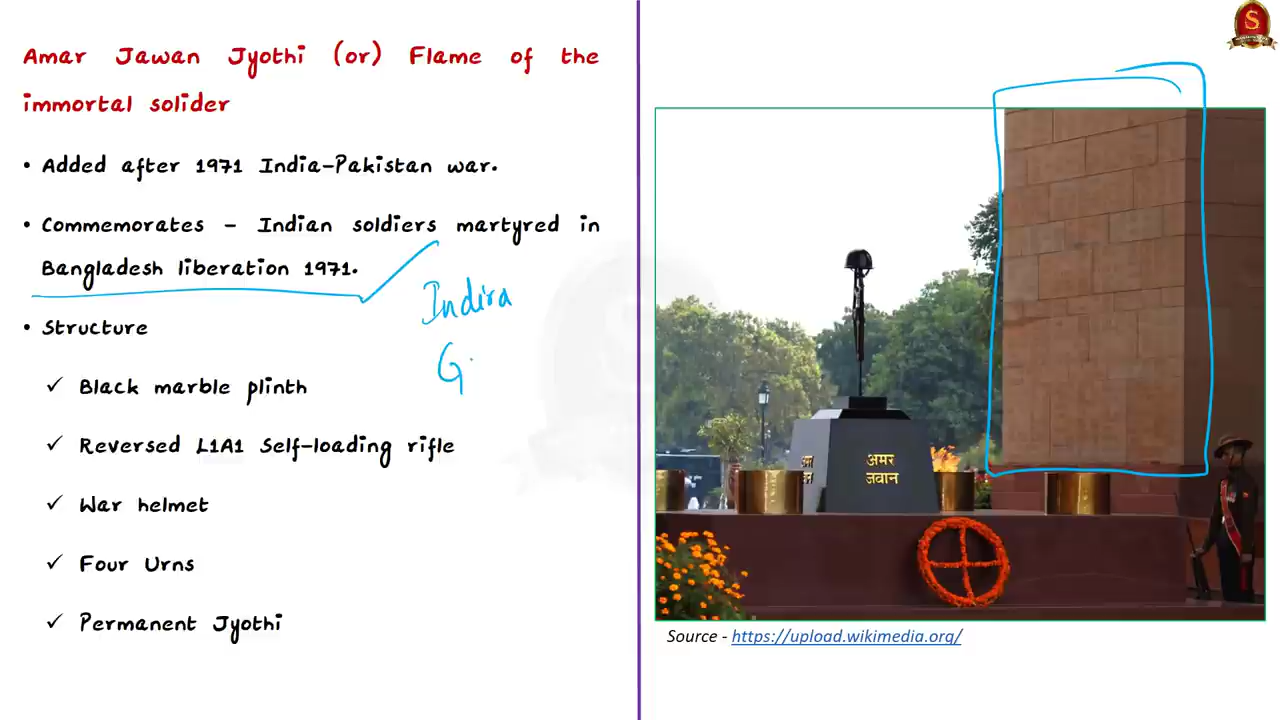 Amar Jawan Jyothi (or) Flame of the
immortal solider
• Added after 1971 India-Pakistan war.
• Commemorates – Indian soldiers martyred in
Bangladesh liberation 1971.
Indira
G
• Structure
✓ Black marble plinth
✓ Reversed L1A1 Self-loading rifle
✓ War helmet
✓ Four Urns
✓ Permanent Jyothi
S
अमर
जवान
Source - https://upload.wikimedia.org/